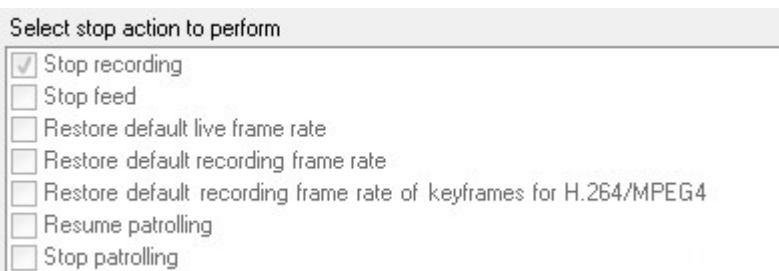 Select stop action to perform
Stop recording
Stop feed
Restore default live frame rate
Restore default recording frame rate
Restore default recording frame rate of keyframes for H.264/MPEG4
Resume patrolling
Stop patrolling